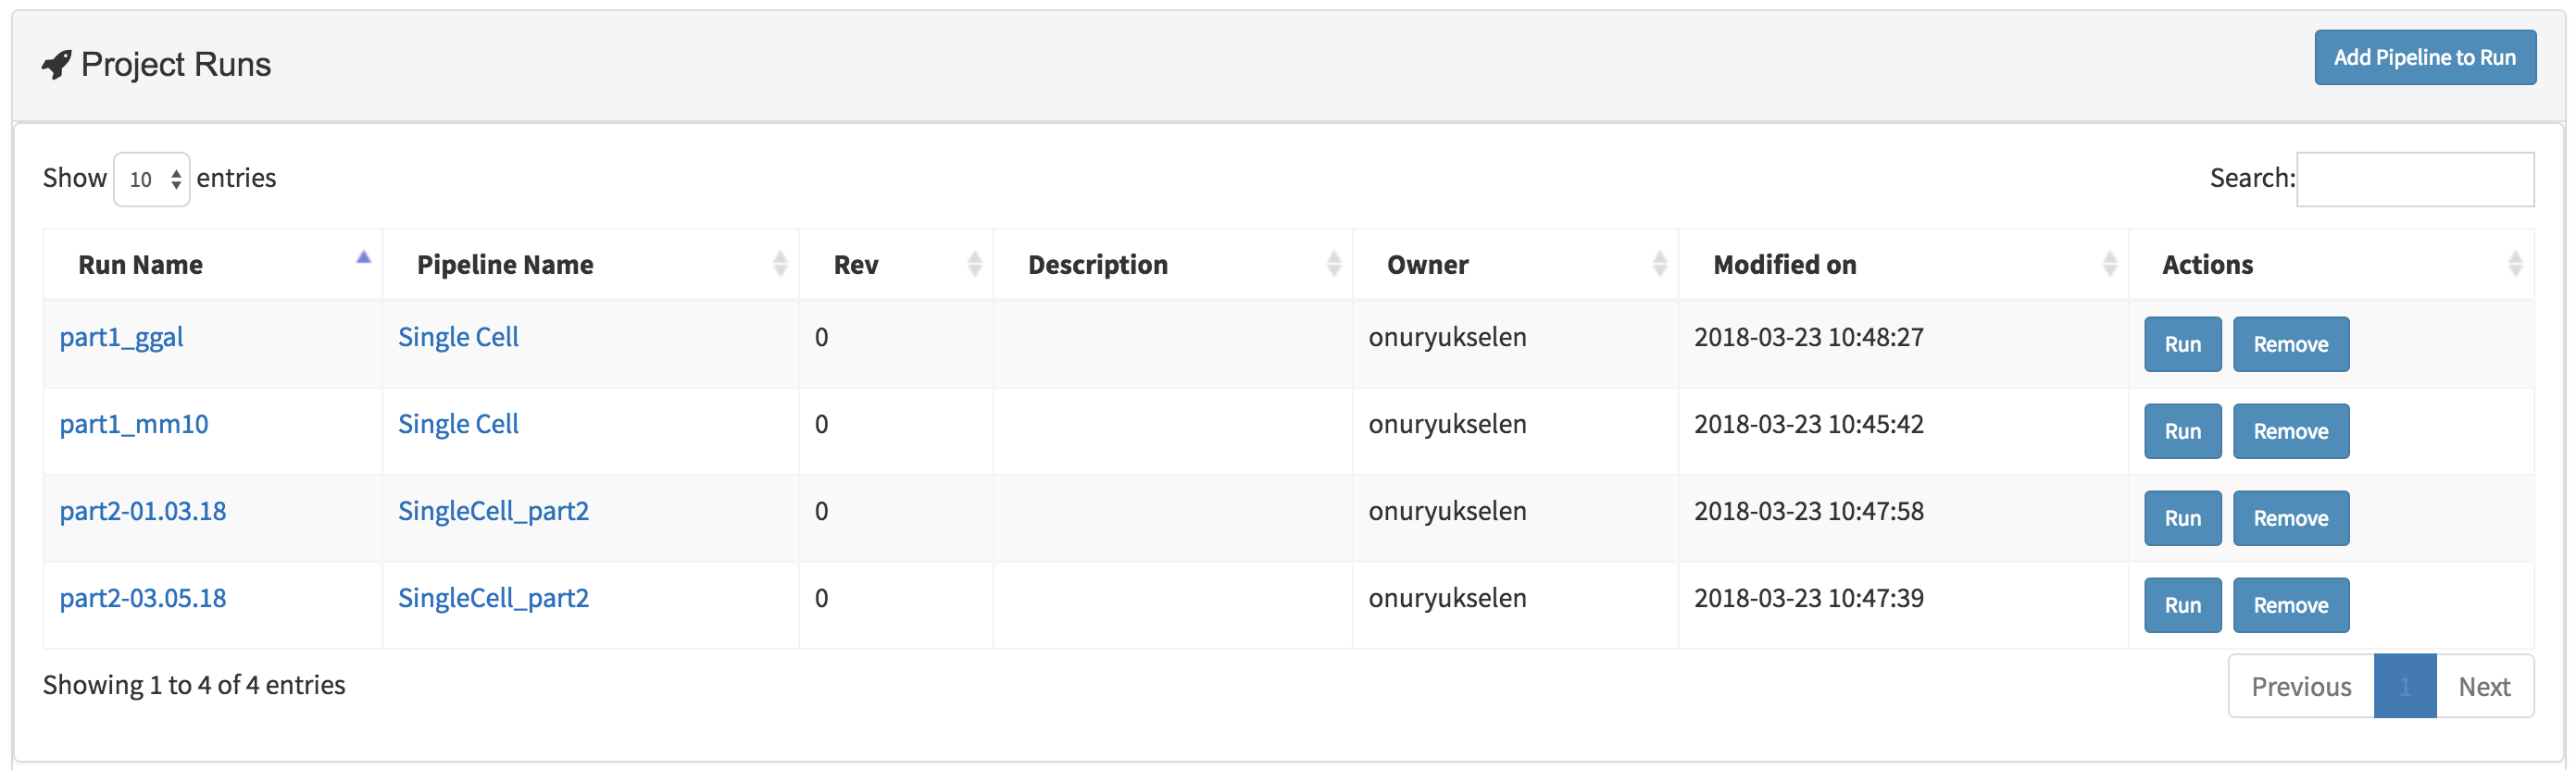 Project Runs
Add Pipeline to Run
Show 10 entries
Search:
Run Name Pipeline Name Rev Description Owner Modified on Actions
part1_ggal Single Cell 0 onuryukselen 2018-03-23 10:48:27 Run Remove
part1_mm10 Single Cell 0 onuryukselen 2018-03-23 10:45:42 Run Remove
part2-01.03.18 SingleCell_part2 0 onuryukselen 2018-03-23 10:47:58 Run Remove
part2-03.05.18 SingleCell_part2 0 onuryukselen 2018-03-23 10:47:39 Run Remove
Showing 1 to 4 of 4 entries
Previous 1 Next